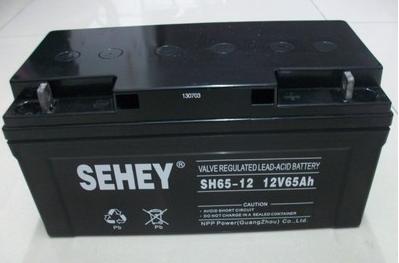 130703
SEHEY®
VALVE REGULATED LEAD-ACID BATTERY
SH65-12 12V65Ah
AVOID SHORT CIRCUIT
DO NOT CHARGE IN A SEALED CONTAINER
NPP Power(GuangZhou) Co.,Ltd.
Pb Pb